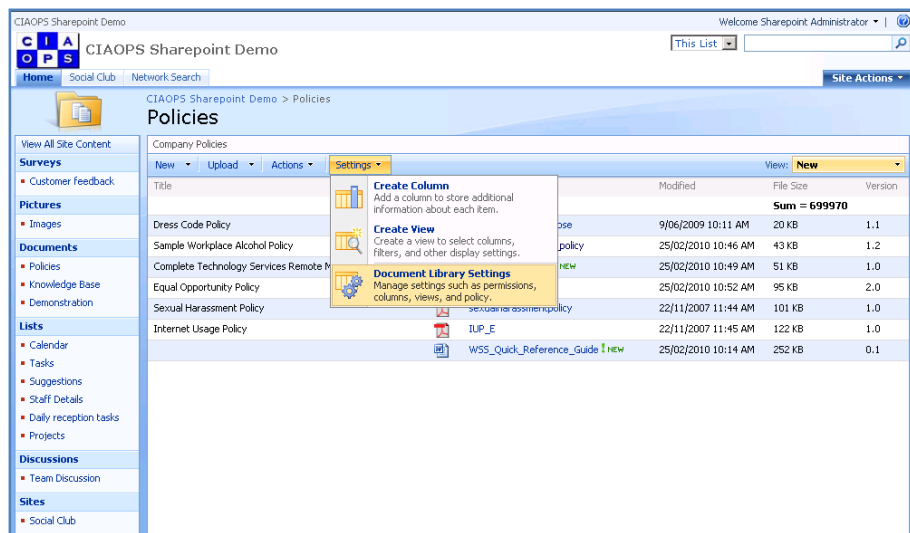 CIAOPS Sharepoint Demo
Welcome Sharepoint Administrator
C I A
O P S
CIAOPS Sharepoint Demo
This List
Home Social Club Network Search
Site Actions
CIAOPS Sharepoint Demo > Policies
Policies
View All Site Content
Surveys
Customer feedback
Pictures
Images
Documents
Policies
Knowledge Base
Demonstration
Lists
Calendar
Tasks
Suggestions
Staff Details
Daily reception tasks
Projects
Discussions
Team Discussion
Sites
Social Club
Company Policies
New Upload Actions Settings View: New
Title Modified File Size Version
Sum = 699970
Create Column
Add a column to store additional
information about each item.
Create View
Create a view to select columns,
filters, and other display settings.
Document Library Settings
Manage settings such as permissions,
columns, views, and policy.
Dress Code Policy 9/06/2009 10:11 AM 20 KB 1.1
Sample Workplace Alcohol Policy _policy 25/02/2010 10:46 AM 43 KB 1.2
Complete Technology Services Remote NEW 25/02/2010 10:49 AM 51 KB 1.0
Equal Opportunity Policy 25/02/2010 10:52 AM 95 KB 2.0
Sexual Harassment Policy sexualharassmentpolicy 22/11/2007 11:44 AM 101 KB 1.0
Internet Usage Policy IUP_E 22/11/2007 11:45 AM 122 KB 1.0
WSS_Quick_Reference_Guide ! NEW 25/02/2010 10:14 AM 252 KB 0.1